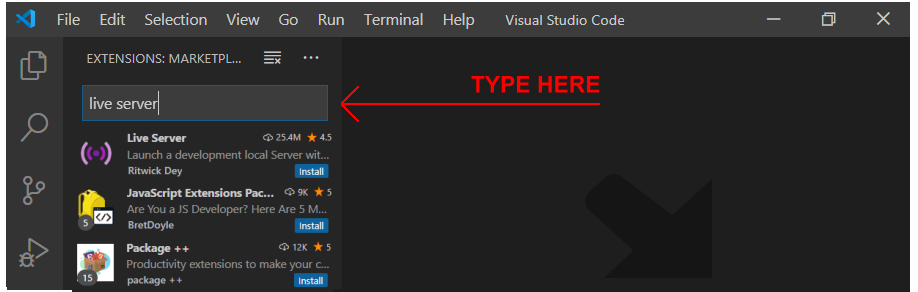 File Edit Selection View Go Run Terminal Help Visual Studio Code
EXTENSIONS: MARKETPL...
TYPE HERE
live server
Live Server 25.4M 4.5
Launch a development local Server wit...
Ritwick Dey Install
JavaScript Extensions Pac... 9K 5
Are You a JS Developer? Here Are 5 M...
5
BretDoyle Install
Package ++ 12K 5
Productivity extensions to make your c...
15
package ++ Install